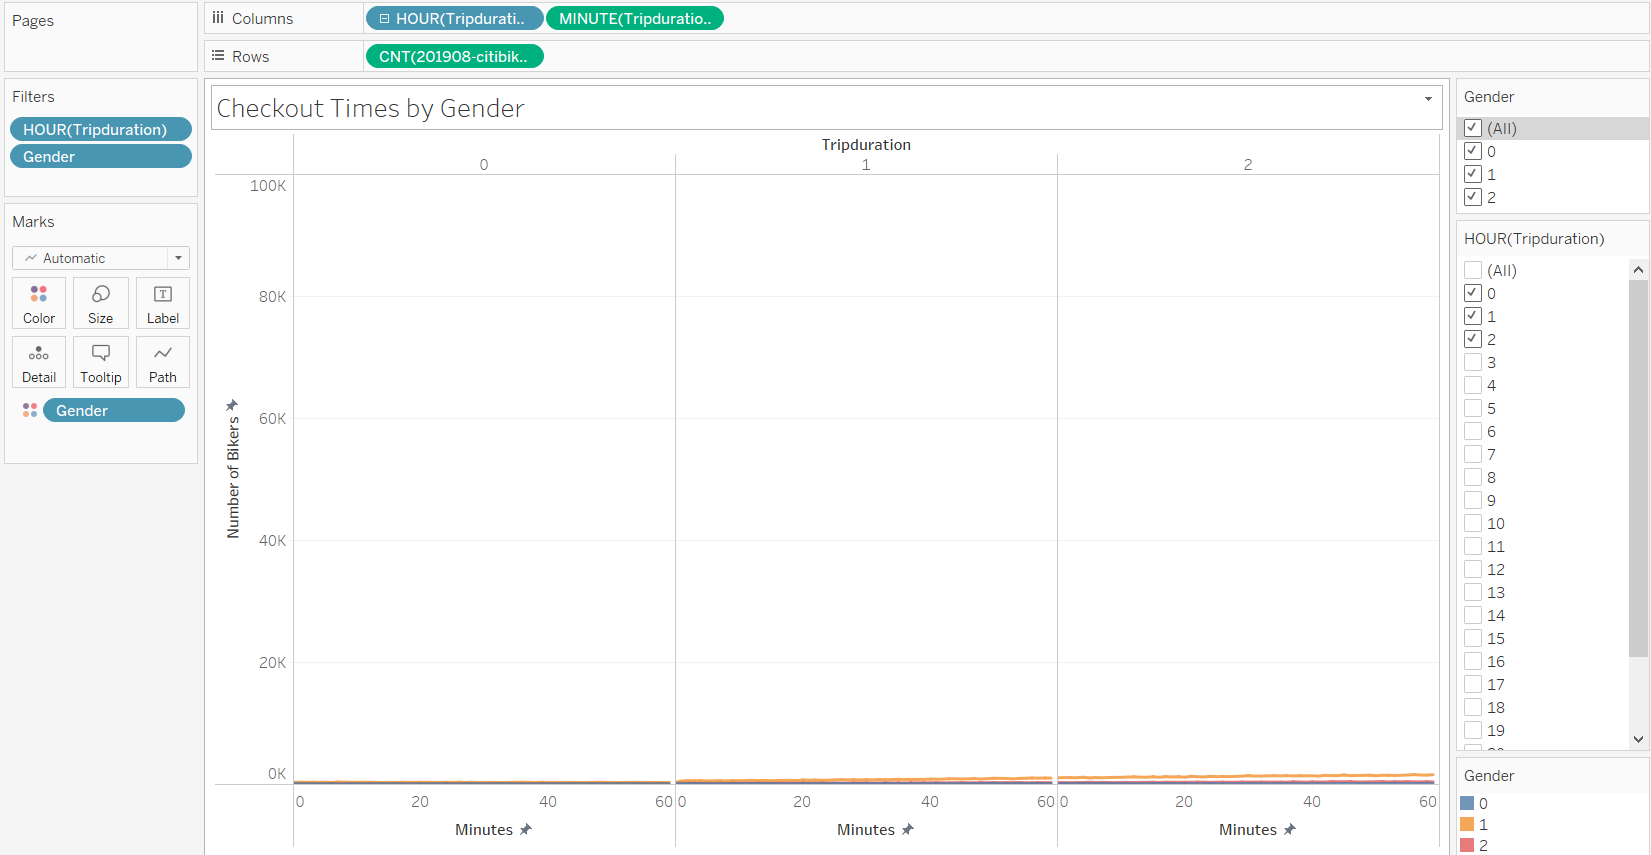 Pages
Columns
HOUR(Tripdurati..
MINUTE(Tripduratio..
Rows
CNT(201908-citibik..
Filters
HOUR(Tripduration)
Gender
Marks
Automatic
Color
Size
Label
Detail
Tooltip
Path
Gender
Checkout Times by Gender
Tripduration
0
1
2
100K
80K
60K
40K
20K
0K
Number of Bikers
0 20 40 60
0 20 40 60
0 20 40 60
Minutes
Minutes
Minutes
Gender
(All)
0
1
2
HOUR(Tripduration)
(All)
0
1
2
3
4
5
6
7
8
9
10
11
12
13
14
15
16
17
18
19
Gender
0
1
2